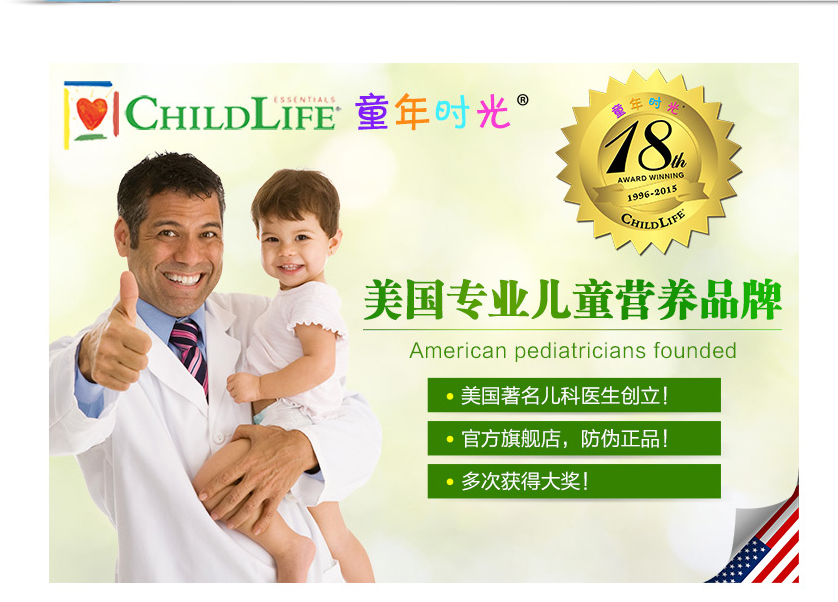 ESSENTIALS
CHILDLIFE® 童年时光®
童年时光
18th
AWARD WINNING
1996-2015
CHILDLIFE®
美国专业儿童营养品牌
American pediatricians founded
• 美国著名儿科医生创立！
• 官方旗舰店，防伪正品！
• 多次获得大奖！